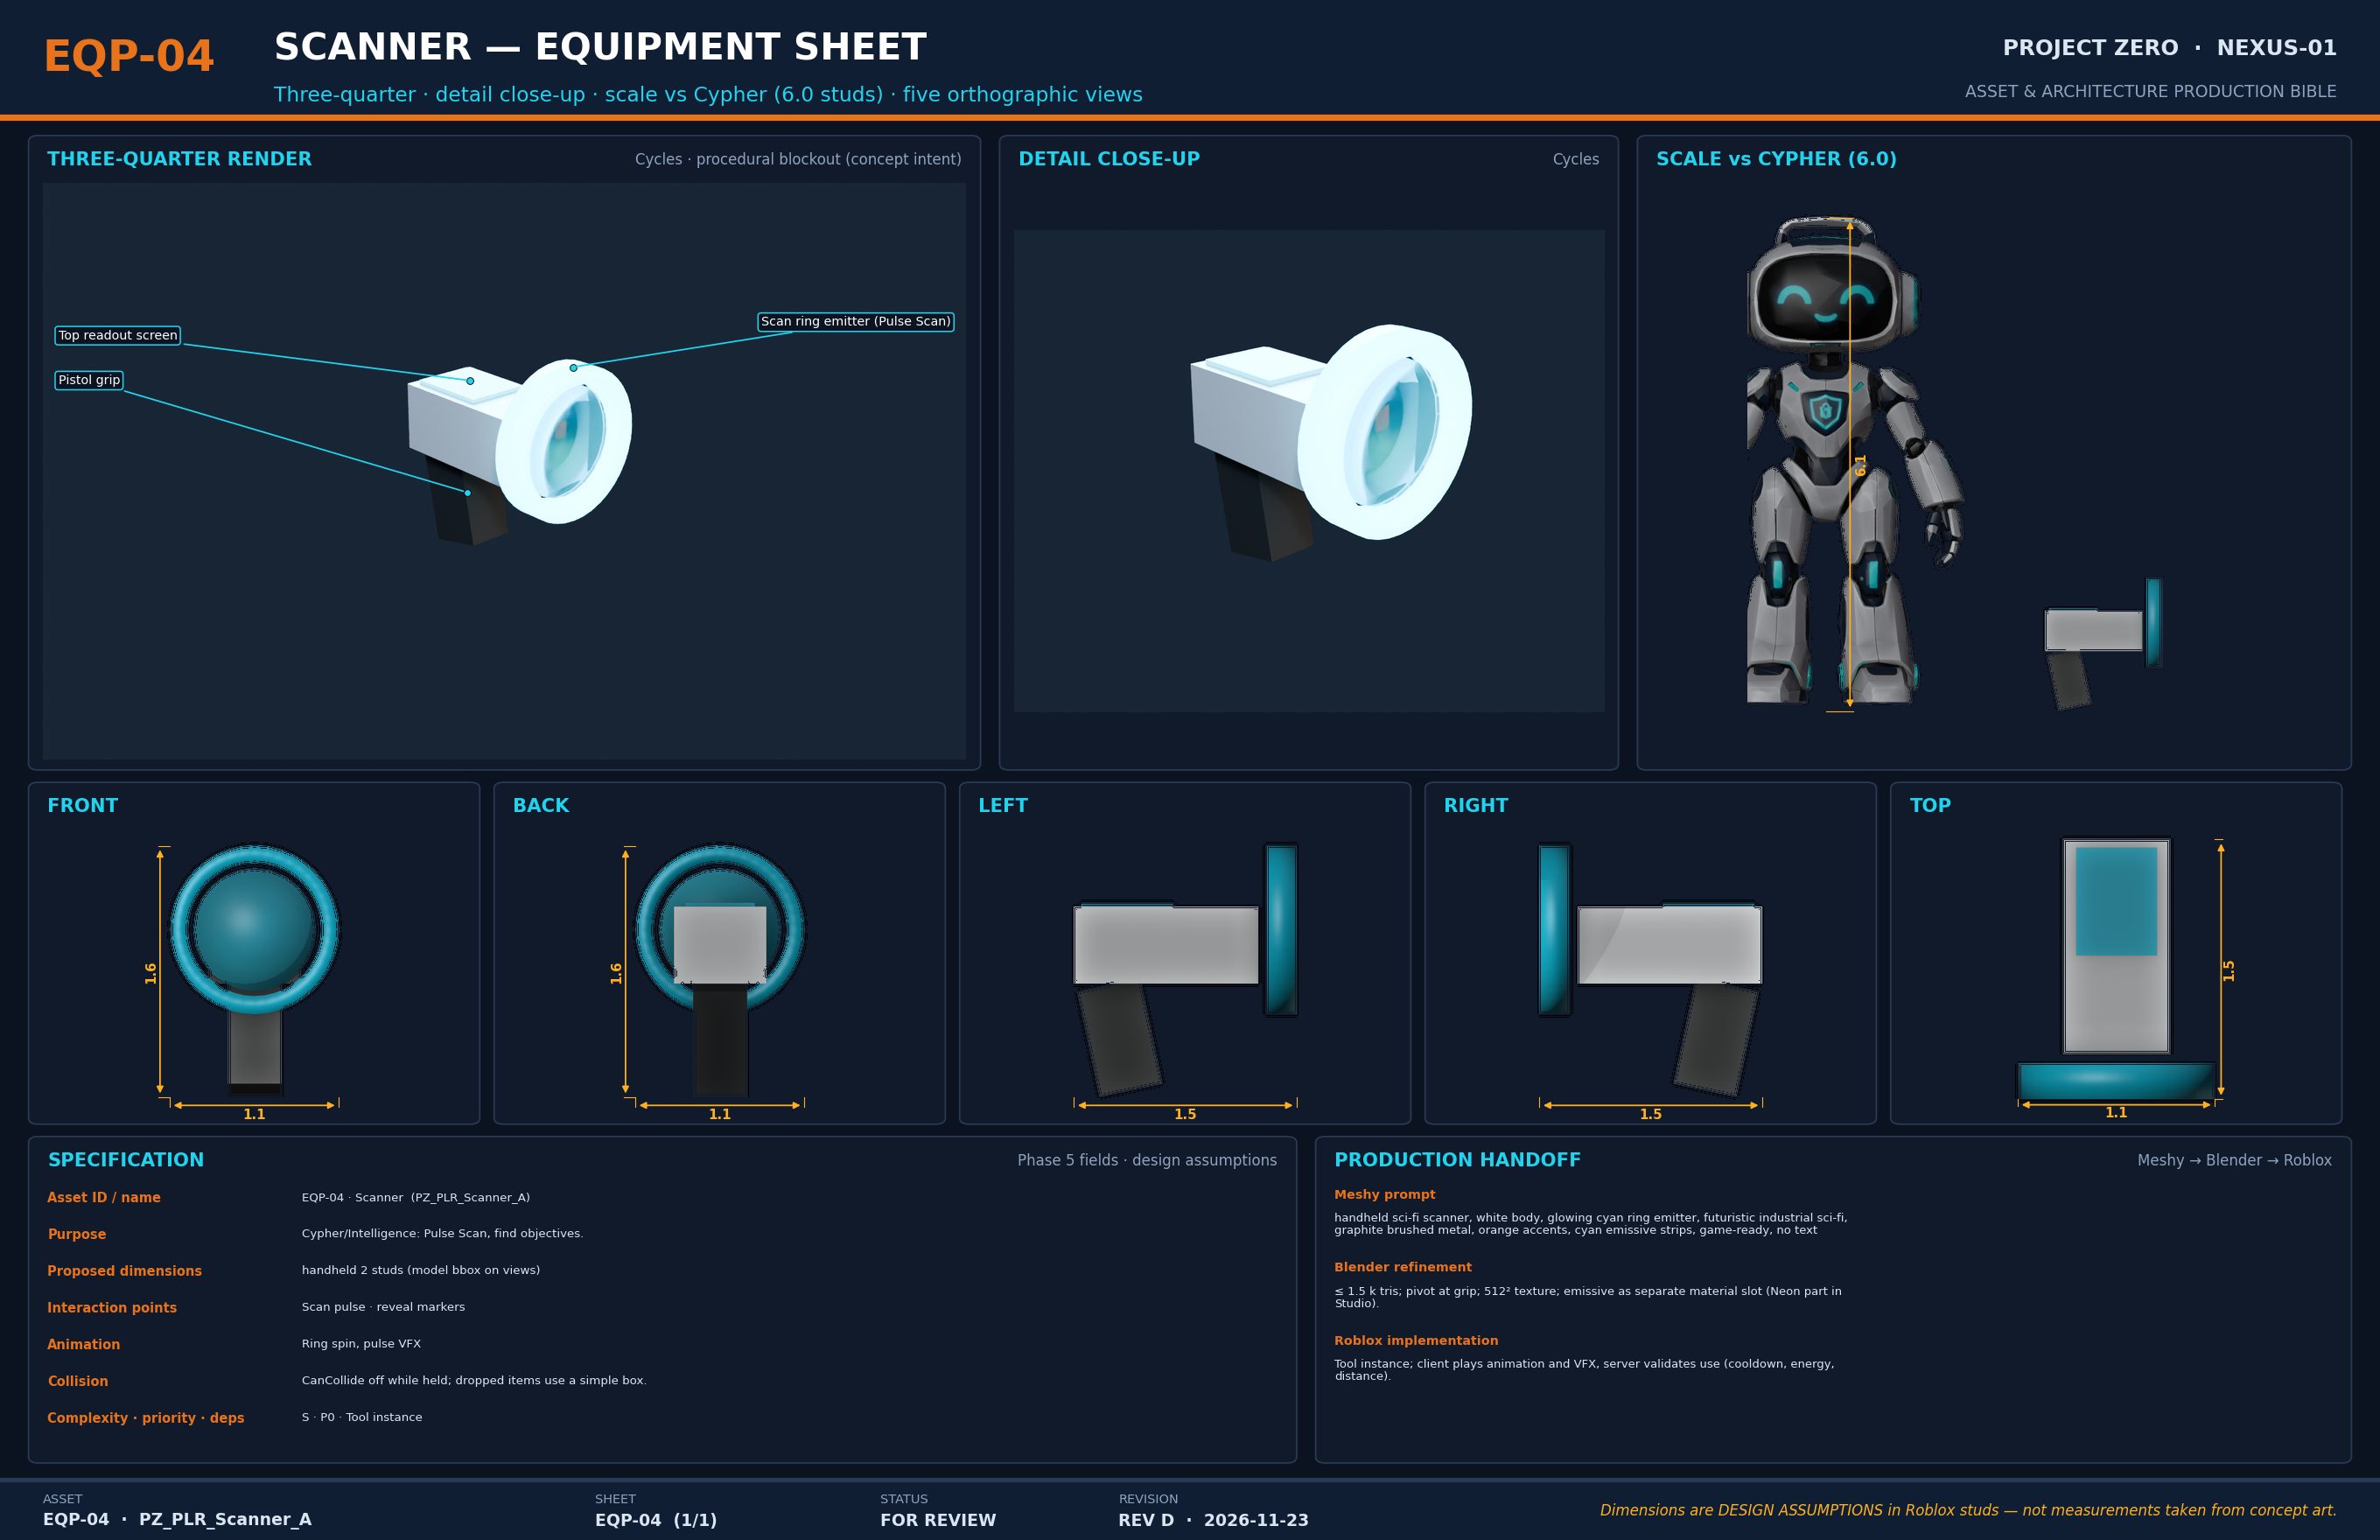 EQP-04
SCANNER — EQUIPMENT SHEET
Three-quarter · detail close-up · scale vs Cypher (6.0 studs) · five orthographic views
PROJECT ZERO · NEXUS-01
ASSET & ARCHITECTURE PRODUCTION BIBLE
THREE-QUARTER RENDER
Cycles · procedural blockout (concept intent)
Top readout screen
Pistol grip
Scan ring emitter (Pulse Scan)
DETAIL CLOSE-UP
Cycles
SCALE vs CYPHER (6.0)
6.1
FRONT
1.6
1.1
BACK
1.6
1.1
LEFT
1.5
RIGHT
1.5
TOP
1.5
1.1
SPECIFICATION
Phase 5 fields · design assumptions
Asset ID / name
EQP-04 · Scanner (PZ_PLR_Scanner_A)
Purpose
Cypher/Intelligence: Pulse Scan, find objectives.
Proposed dimensions
handheld 2 studs (model bbox on views)
Interaction points
Scan pulse · reveal markers
Animation
Ring spin, pulse VFX
Collision
CanCollide off while held; dropped items use a simple box.
Complexity · priority · deps
S · P0 · Tool instance
PRODUCTION HANDOFF
Meshy → Blender → Roblox
Meshy prompt
handheld sci-fi scanner, white body, glowing cyan ring emitter, futuristic industrial sci-fi,
graphite brushed metal, orange accents, cyan emissive strips, game-ready, no text
Blender refinement
≤ 1.5 k tris; pivot at grip; 512² texture; emissive as separate material slot (Neon part in
Studio).
Roblox implementation
Tool instance; client plays animation and VFX, server validates use (cooldown, energy,
distance).
ASSET
EQP-04 · PZ_PLR_Scanner_A
SHEET
EQP-04 (1/1)
STATUS
FOR REVIEW
REVISION
REV D · 2026-11-23
Dimensions are DESIGN ASSUMPTIONS in Roblox studs — not measurements taken from concept art.